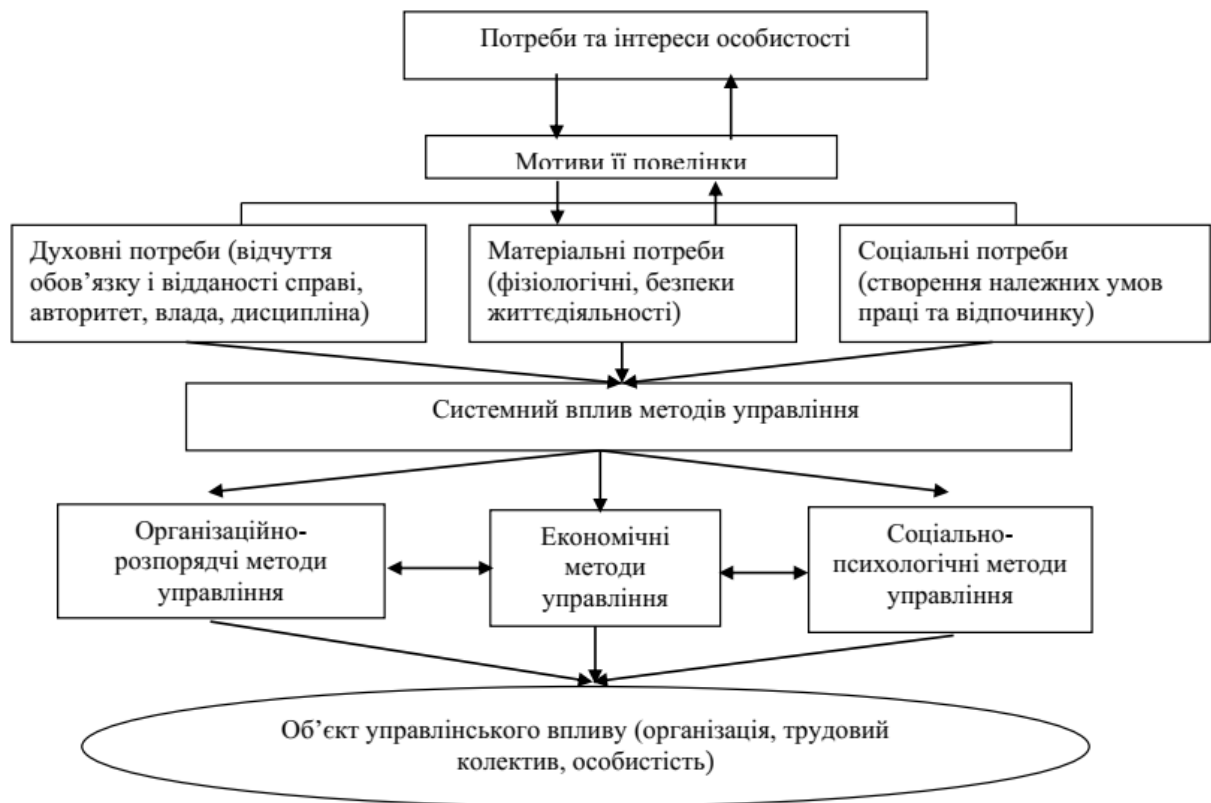 Потреби та інтереси особистості
Мотиви її поведінки
Духовні потреби (відчуття
обов’язку і відданості справі,
авторитет, влада, дисципліна)
Матеріальні потреби
(фізіологічні, безпеки
життєдіяльності)
Соціальні потреби
(створення належних умов
праці та відпочинку)
Системний вплив методів управління
Організаційно-
розпорядчі методи
управління
Економічні
методи
управління
Соціально-
психологічні методи
управління
Об’єкт управлінського впливу (організація, трудовий
колектив, особистість)